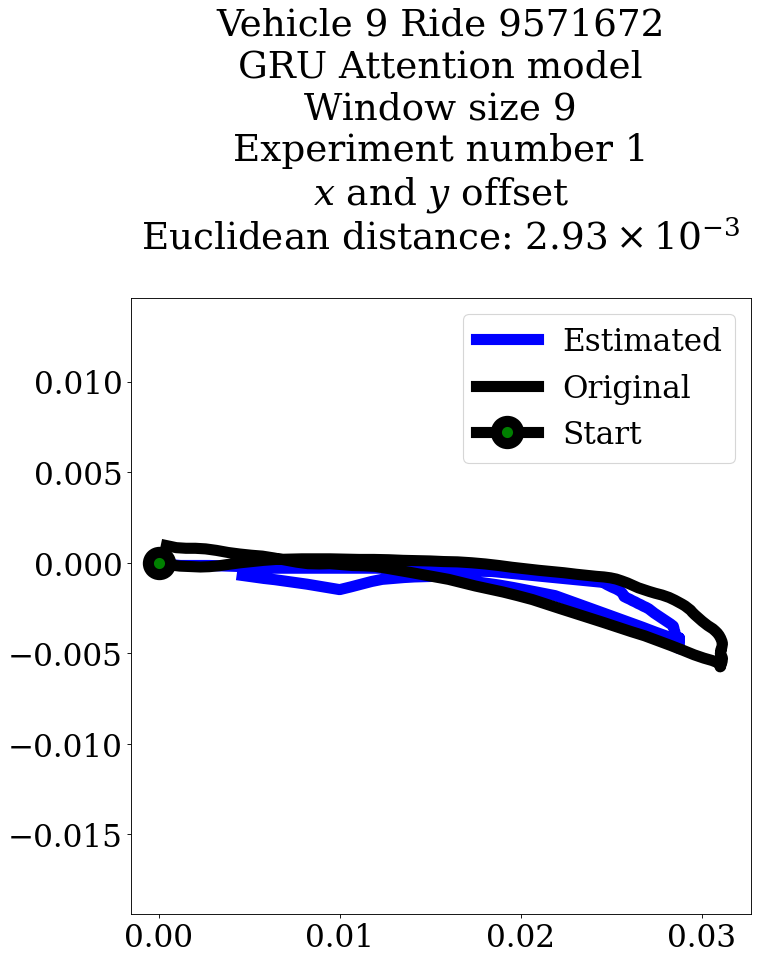 Vehicle 9 Ride 9571672
GRU Attention model
Window size 9
Experiment number 1
x and y offset
Euclidean distance: 2.93 × 10⁻³
Estimated
Original
Start
0.010
0.005
0.000
−0.005
−0.010
−0.015
0.00 0.01 0.02 0.03